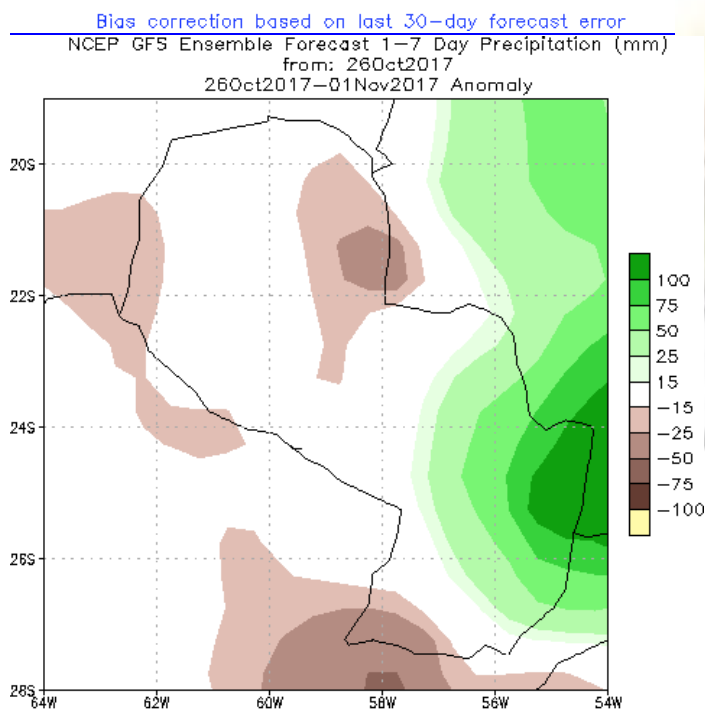 Bias correction based on last 30-day forecast error
NCEP GFS Ensemble Forecast 1-7 Day Precipitation (mm)
from: 26Oct2017
26Oct2017-01Nov2017 Anomaly
20S
22S
24S
26S
28S
64W 62W 60W 58W 56W 54W
100
75
50
25
15
-15
-25
-50
-75
-100